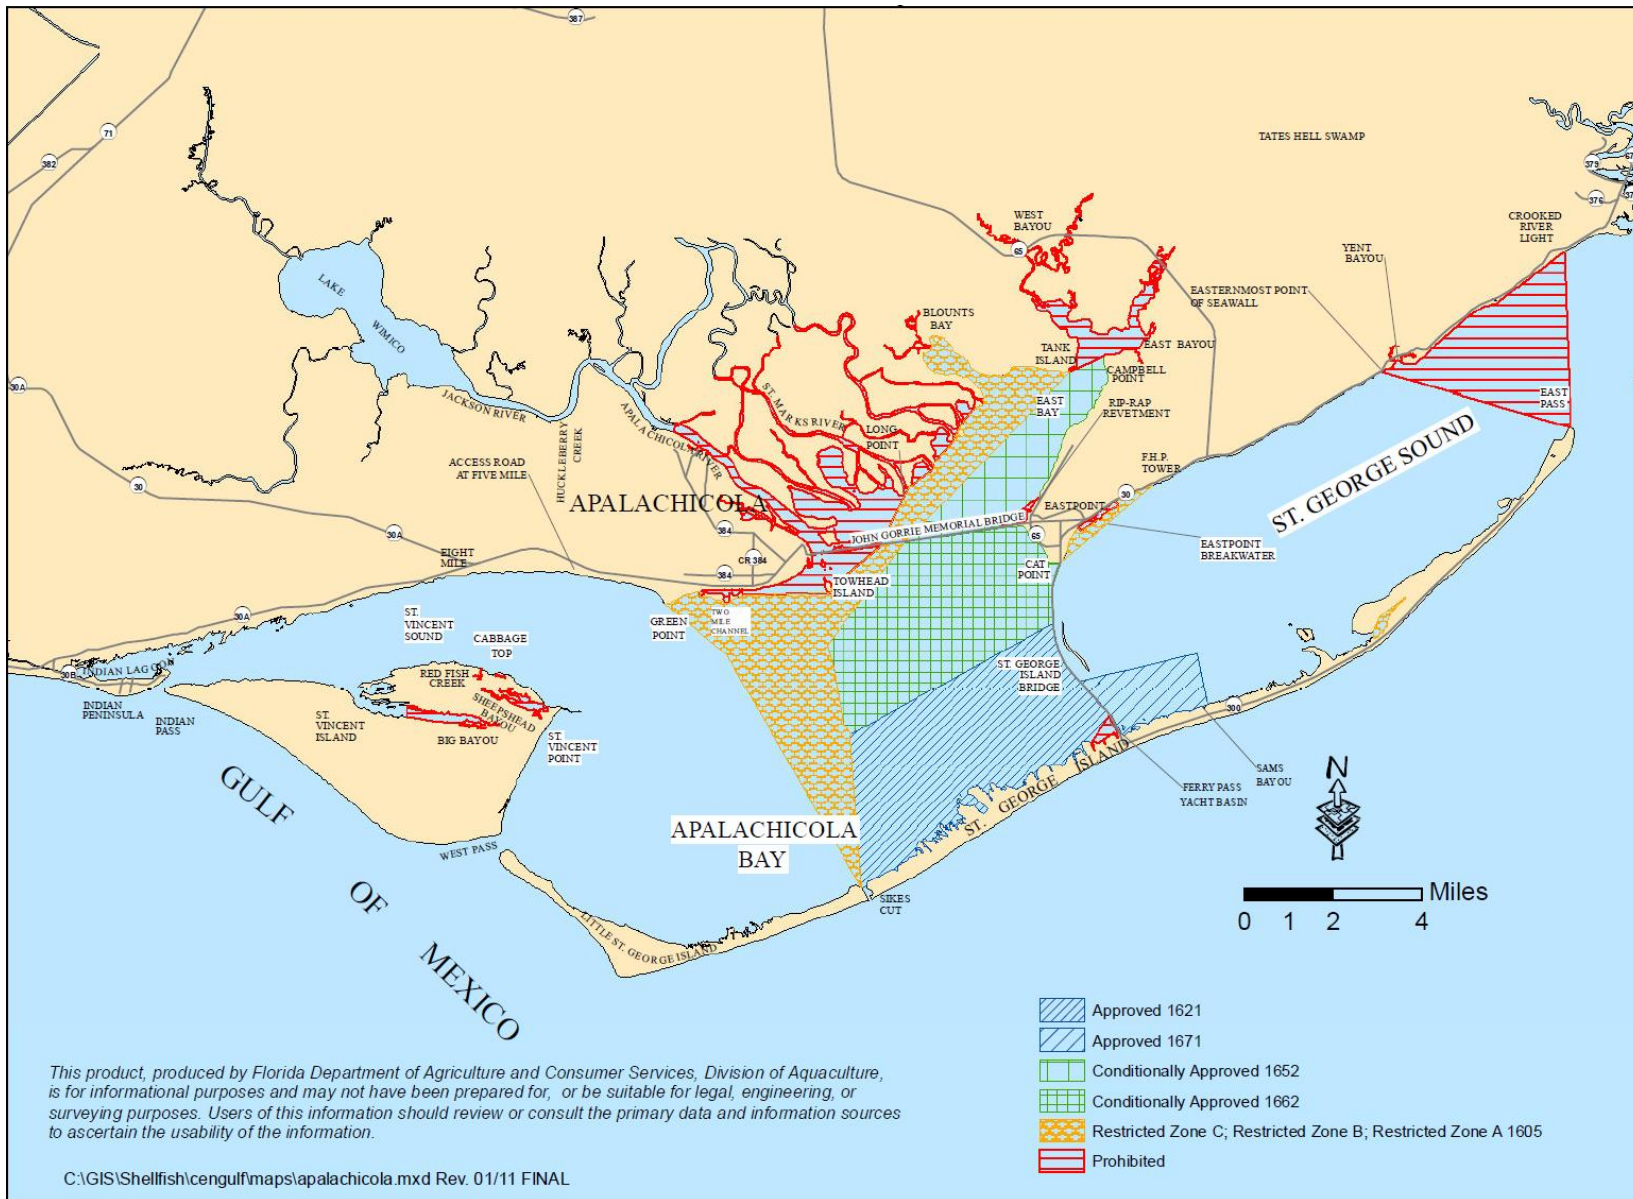 387
71
382
TATES HELL SWAMP
379
376
CROOKED
RIVER
LIGHT
WEST
BAYOU
65
YENT
BAYOU
EASTERNMOST POINT
OF SEAWALL
LAKE
WIMICO
BLOUNTS
BAY
TANK
ISLAND
EAST BAYOU
CAMPBELL
POINT
EAST
PASS
30A
JACKSON RIVER
HUCKLEBERRY
CREEK
APALACHICOLA RIVER
ST. MARKS RIVER
LONG
POINT
EAST
BAY
RIP-RAP
REVETMENT
ST. GEORGE SOUND
ACCESS ROAD
AT FIVE MILE
F.H.P.
TOWER
30
30
APALACHICOLA
EASTPOINT
JOHN GORRIE MEMORIAL BRIDGE
384
30A
65
EASTPOINT
BREAKWATER
EIGHT
MILE
CR 384
384
CAT
POINT
TOWHEAD
ISLAND
30A
ST.
VINCENT
SOUND
GREEN
POINT
TWO
MILE
CHANNEL
CABBAGE
TOP
INDIAN LAGOON
30B
RED FISH
CREEK
ST. GEORGE
ISLAND
BRIDGE
SHEEPSHEAD
BAYOU
INDIAN
PENINSULA
INDIAN
PASS
ST.
VINCENT
ISLAND
BIG BAYOU
ST.
VINCENT
POINT
300
SAMS
BAYOU
FERRY PASS
YACHT BASIN
ST. GEORGE ISLAND
N
GULF
OF
MEXICO
WEST PASS
APALACHICOLA
BAY
SIKES
CUT
LITTLE ST. GEORGE ISLAND
Miles
0 1 2 4
Approved 1621
Approved 1671
Conditionally Approved 1652
Conditionally Approved 1662
Restricted Zone C; Restricted Zone B; Restricted Zone A 1605
Prohibited
This product, produced by Florida Department of Agriculture and Consumer Services, Division of Aquaculture,
is for informational purposes and may not have been prepared for, or be suitable for legal, engineering, or
surveying purposes. Users of this information should review or consult the primary data and information sources
to ascertain the usability of the information.
C:\GIS\Shellfish\cengulf\maps\apalachicola.mxd Rev. 01/11 FINAL